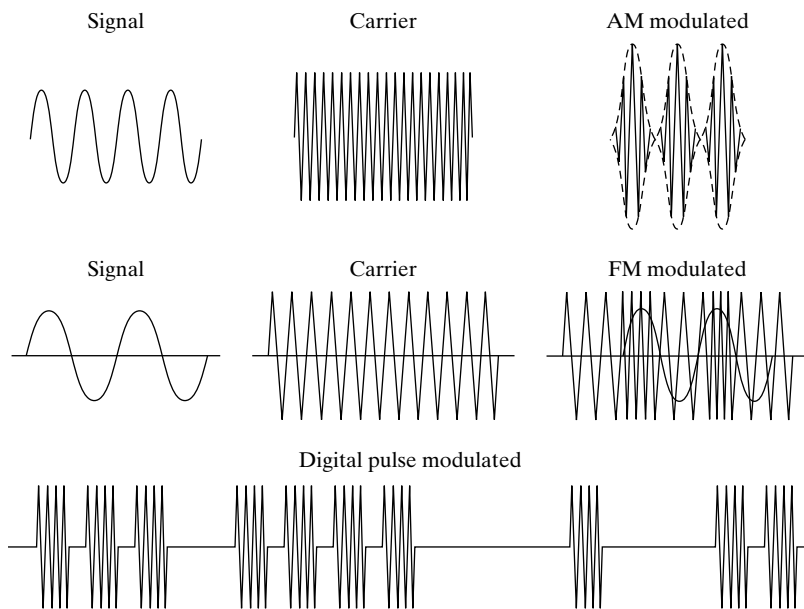 Signal
Carrier
AM modulated
Signal
Carrier
FM modulated
Digital pulse modulated